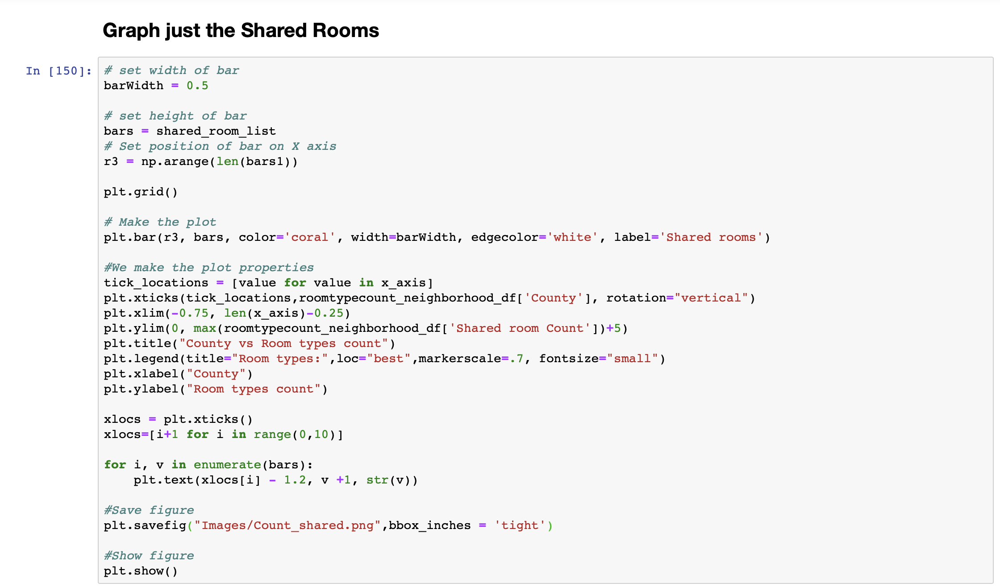 Graph just the Shared Rooms
In [150]:
# set width of bar
barWidth = 0.5
# set height of bar
bars = shared_room_list
# Set position of bar on X axis
r3 = np.arange(len(bars1))
plt.grid()
# Make the plot
plt.bar(r3, bars, color='coral', width=barWidth, edgecolor='white', label='Shared rooms')
#We make the plot properties
tick_locations = [value for value in x_axis]
plt.xticks(tick_locations,roomtypecount_neighborhood_df['County'], rotation="vertical")
plt.xlim(-0.75, len(x_axis)-0.25)
plt.ylim(0, max(roomtypecount_neighborhood_df['Shared room Count'])+5)
plt.title("County vs Room types count")
plt.legend(title="Room types:",loc="best",markerscale=.7, fontsize="small")
plt.xlabel("County")
plt.ylabel("Room types count")
xlocs = plt.xticks()
xlocs=[i+1 for i in range(0,10)]
for i, v in enumerate(bars):
    plt.text(xlocs[i] - 1.2, v +1, str(v))
#Save figure
plt.savefig("Images/Count_shared.png",bbox_inches = 'tight')
#Show figure
plt.show()